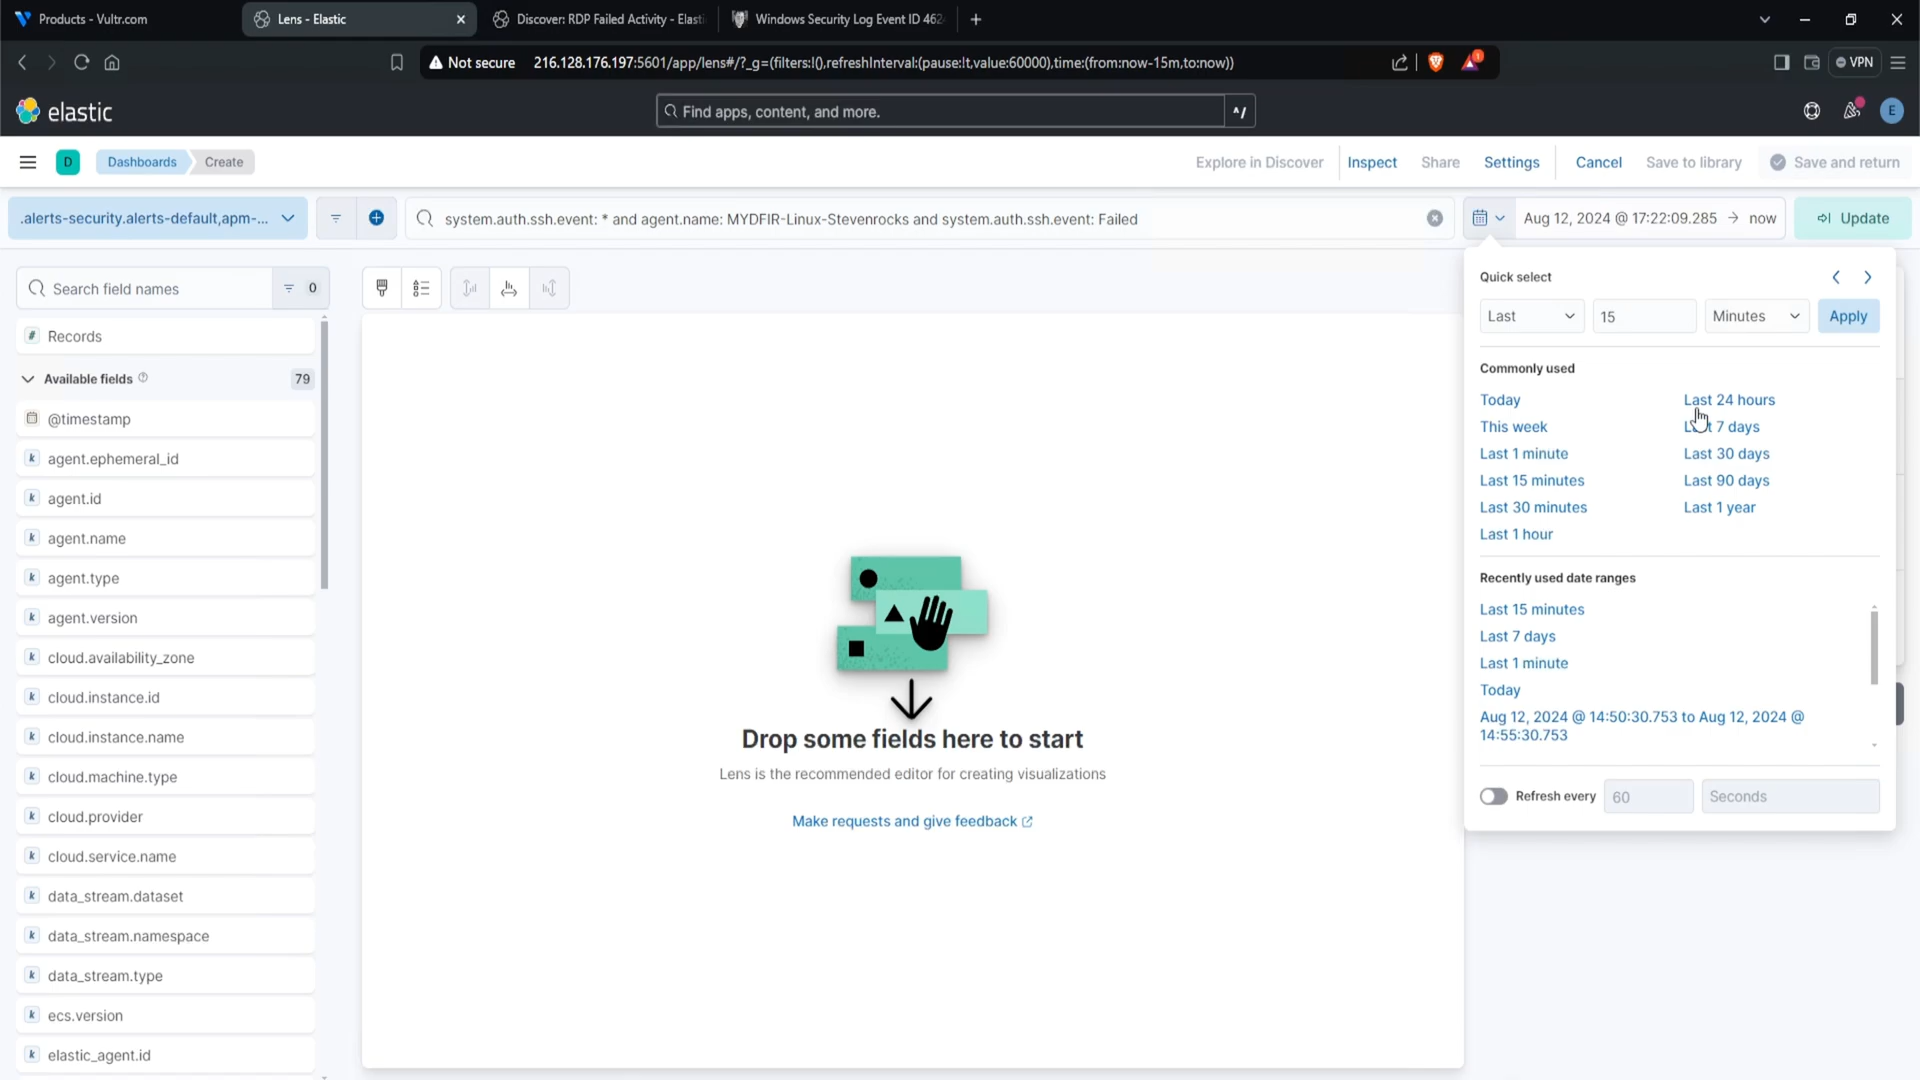 Products - Vultr.com
Lens - Elastic
Discover: RDP Failed Activity - Elasti
Windows Security Log Event ID 462
Not secure 216.128.176.197:5601/app/lens#/?_g=(filters:!(),refreshInterval:(pause:!t,value:60000),time:(from:now-15m,to:now))
1
VPN
elastic
Find apps, content, and more.
^/
E
D
Dashboards
Create
Explore in Discover
Inspect
Share
Settings
Cancel
Save to library
Save and return
.alerts-security.alerts-default,apm-...
system.auth.ssh.event: * and agent.name: MYDFIR-Linux-Stevenrocks and system.auth.ssh.event: Failed
Aug 12, 2024 @ 17:22:09.285 → now
Update
Search field names
0
# Records
Available fields
79
@timestamp
k agent.ephemeral_id
k agent.id
k agent.name
k agent.type
k agent.version
k cloud.availability_zone
k cloud.instance.id
k cloud.instance.name
k cloud.machine.type
k cloud.provider
k cloud.service.name
k data_stream.dataset
k data_stream.namespace
k data_stream.type
k ecs.version
k elastic_agent.id
Drop some fields here to start
Lens is the recommended editor for creating visualizations
Make requests and give feedback
Quick select
Last
15
Minutes
Apply
Commonly used
Today
Last 24 hours
This week
Last 7 days
Last 1 minute
Last 30 days
Last 15 minutes
Last 90 days
Last 30 minutes
Last 1 year
Last 1 hour
Recently used date ranges
Last 15 minutes
Last 7 days
Last 1 minute
Today
Aug 12, 2024 @ 14:50:30.753 to Aug 12, 2024 @
14:55:30.753
Refresh every
60
Seconds